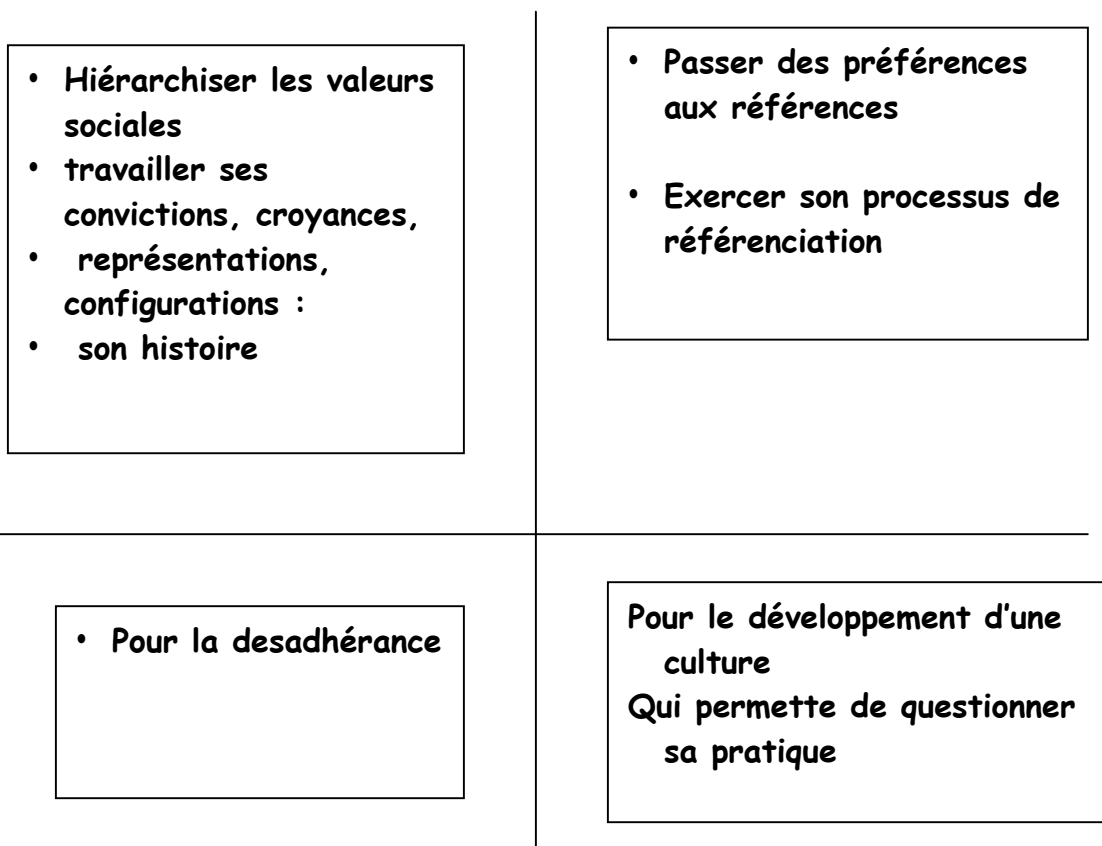 • Hiérarchiser les valeurs
sociales
• travailler ses
convictions, croyances,
• représentations,
configurations :
• son histoire
• Passer des préférences
aux références
• Exercer son processus de
référenciation
• Pour la desadhérance
Pour le développement d’une
culture
Qui permette de questionner
sa pratique